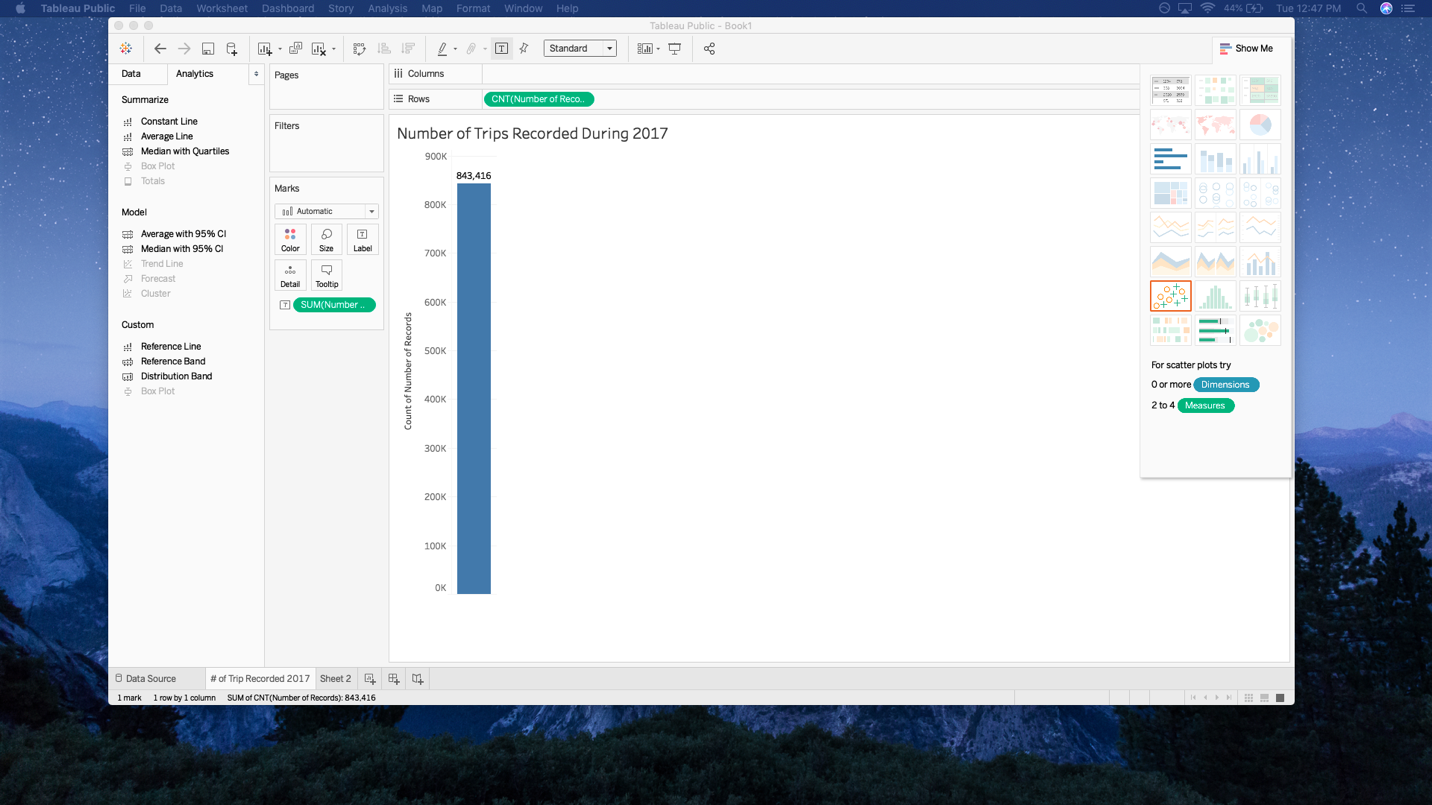 Tableau Public File Data Worksheet Dashboard Story Analysis Map Format Window Help 44% Tue 12:47 PM
Tableau Public - Book1
Standard
Show Me
Data Analytics
Summarize
Constant Line
Average Line
Median with Quartiles
Box Plot
Totals
Model
Average with 95% CI
Median with 95% CI
Trend Line
Forecast
Cluster
Custom
Reference Line
Reference Band
Distribution Band
Box Plot
Pages
Filters
Marks
Automatic
Color Size Label
Detail Tooltip
SUM(Number ..
Columns
Rows CNT(Number of Reco..
Number of Trips Recorded During 2017
Count of Number of Records
900K
843,416
800K
700K
600K
500K
400K
300K
200K
100K
0K
For scatter plots try
0 or more Dimensions
2 to 4 Measures
Data Source # of Trip Recorded 2017 Sheet 2
1 mark 1 row by 1 column SUM of CNT(Number of Records): 843,416